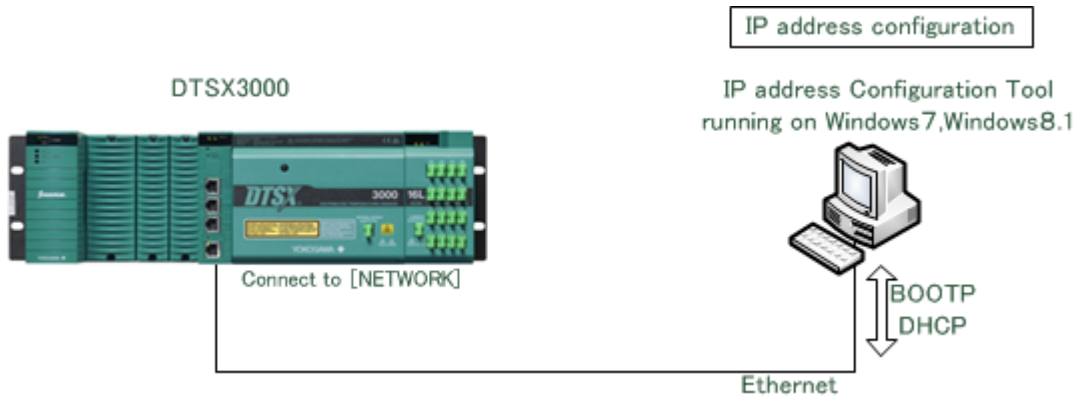 IP address configuration
DTSX3000
IP address Configuration Tool
running on Windows7,Windows8.1
DTSX 3000 16L
YOKOGAWA
Connect to [NETWORK]
BOOTP
DHCP
Ethernet